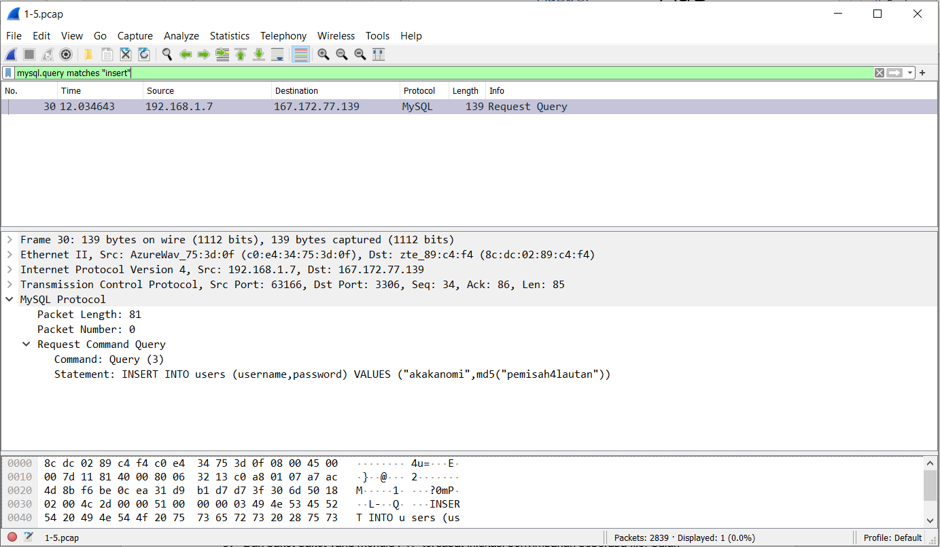 1-5.pcap
File Edit View Go Capture Analyze Statistics Telephony Wireless Tools Help
mysql.query matches "insert"
No. Time Source Destination Protocol Length Info
30 12.034643 192.168.1.7 167.172.77.139 MySQL 139 Request Query
Frame 30: 139 bytes on wire (1112 bits), 139 bytes captured (1112 bits)
Ethernet II, Src: AzureWav_75:3d:0f (c0:e4:34:75:3d:0f), Dst: zte_89:c4:f4 (8c:dc:02:89:c4:f4)
Internet Protocol Version 4, Src: 192.168.1.7, Dst: 167.172.77.139
Transmission Control Protocol, Src Port: 63166, Dst Port: 3306, Seq: 34, Ack: 86, Len: 85
MySQL Protocol
Packet Length: 81
Packet Number: 0
Request Command Query
Command: Query (3)
Statement: INSERT INTO users (username,password) VALUES ("akakanomi",md5("pemisah4lautan"))
0000 8c dc 02 89 c4 f4 c0 e4 34 75 3d 0f 08 00 45 00 ········ 4u=···E·
0010 00 7d 11 81 40 00 80 06 32 13 c0 a8 01 07 a7 ac ·}··@··· 2·······
0020 4d 8b f6 be 0c ea 31 d9 b1 d7 d7 3f 30 6d 50 18 M·····1· ···?0mP·
0030 02 00 4c 2d 00 00 51 00 00 00 03 49 4e 53 45 52 ··L-··Q· ···INSER
0040 54 20 49 4e 54 4f 20 75 73 65 72 73 20 28 75 73 T INTO u sers (us
1-5.pcap Packets: 2839 · Displayed: 1 (0.0%) Profile: Default